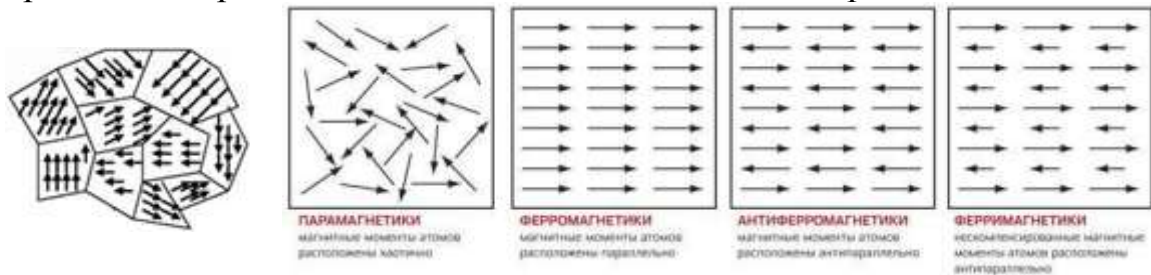 ПАРАМАГНЕТИКИ
магнитные моменты атомов
расположены хаотично
ФЕРРОМАГНЕТИКИ
магнитные моменты атомов
расположены параллельно
АНТИФЕРРОМАГНЕТИКИ
магнитные моменты атомов
расположены антипараллельно
ФЕРРИМАГНЕТИКИ
нескомпенсированные магнитные
моменты атомов расположены
антипараллельно